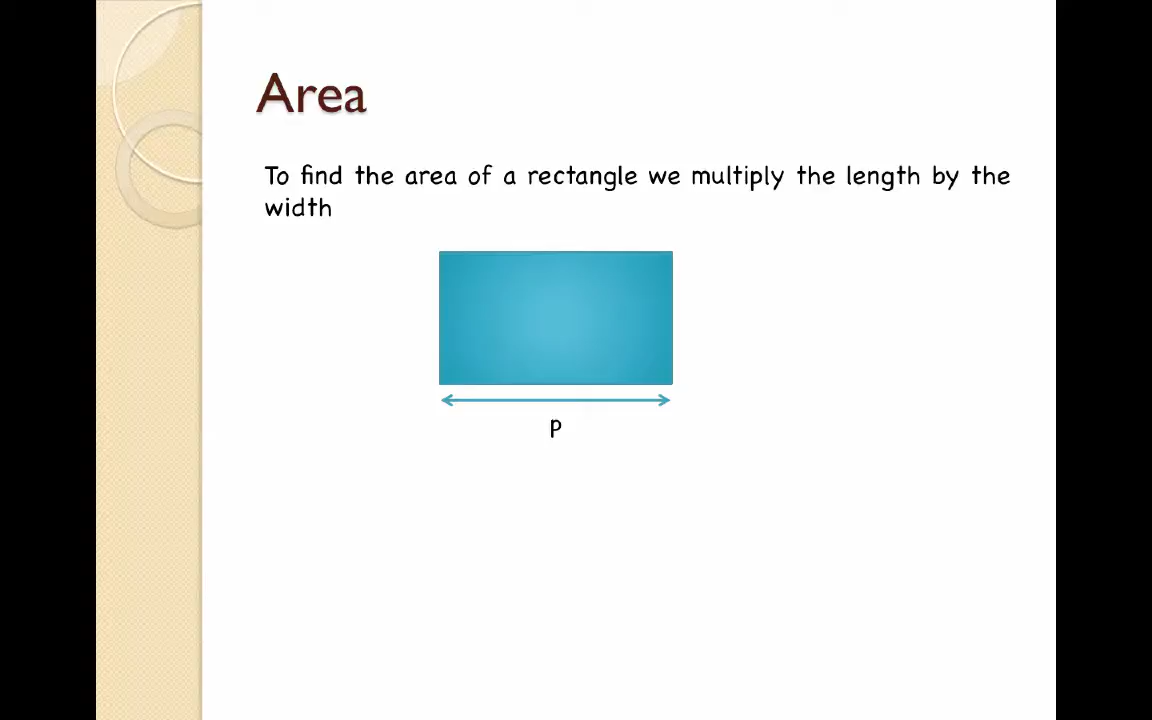 Area
To find the area of a rectangle we multiply the length by the
width
p